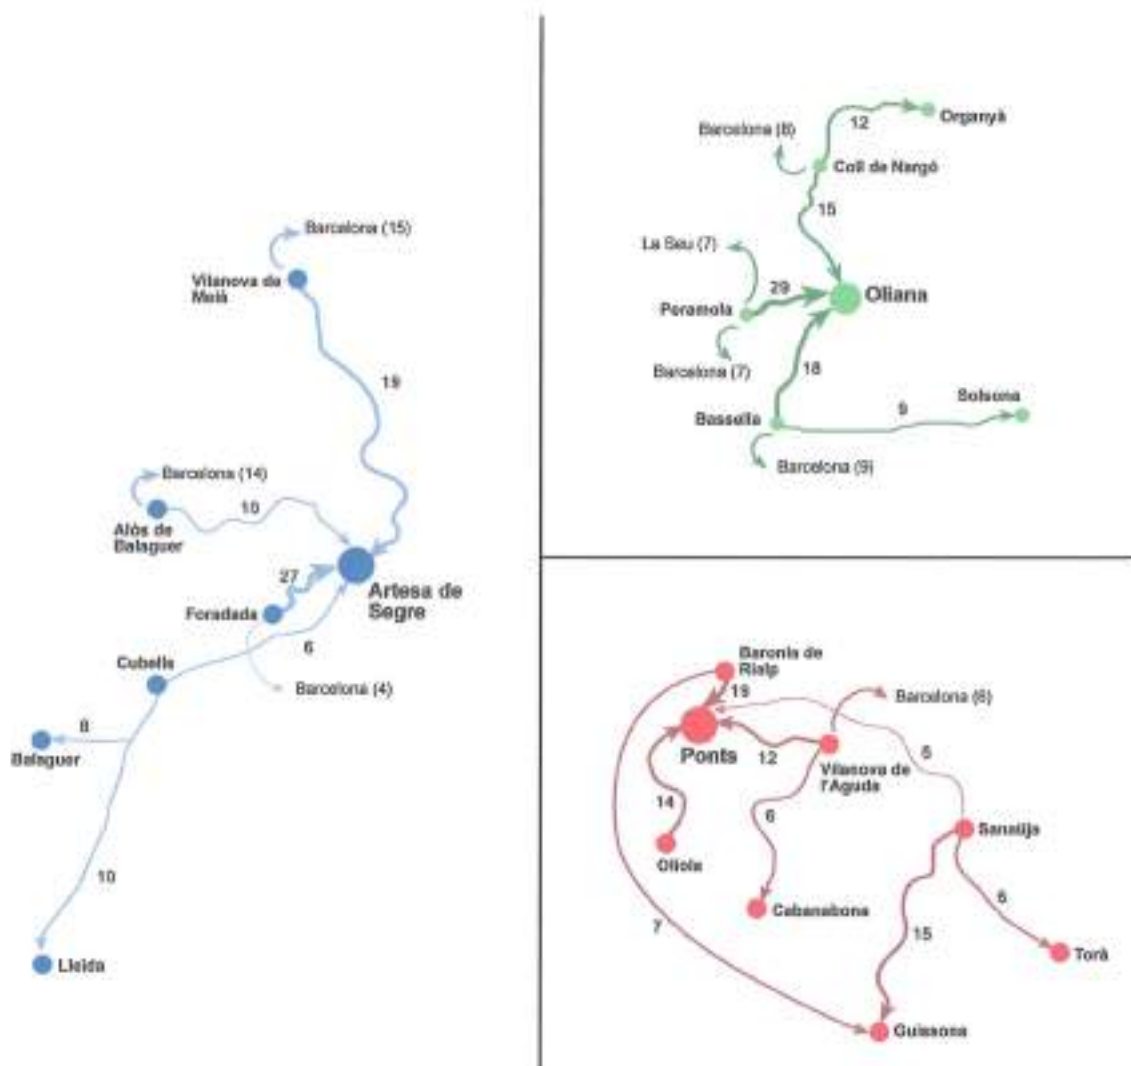 Barcelona (15)
Vilanova de
Meià
19
Barcelona (14)
10
Alòs de
Balaguer
27
Artesa de
Segre
Foradada
6
Cubells
Barcelona (4)
8
Balaguer
10
Lleida
12
Organyà
Barcelona (8)
Coll de Nargó
15
La Seu (7)
29
Oliana
Peramola
Barcelona (7)
18
Solsona
9
Bassella
Barcelona (9)
Baronia de
Rialp
19
Barcelona (6)
Ponts
12
5
Vilanova de
l'Aguda
14
6
Sanaüja
Oliola
Cabanabona
6
7
15
Torà
Guissona